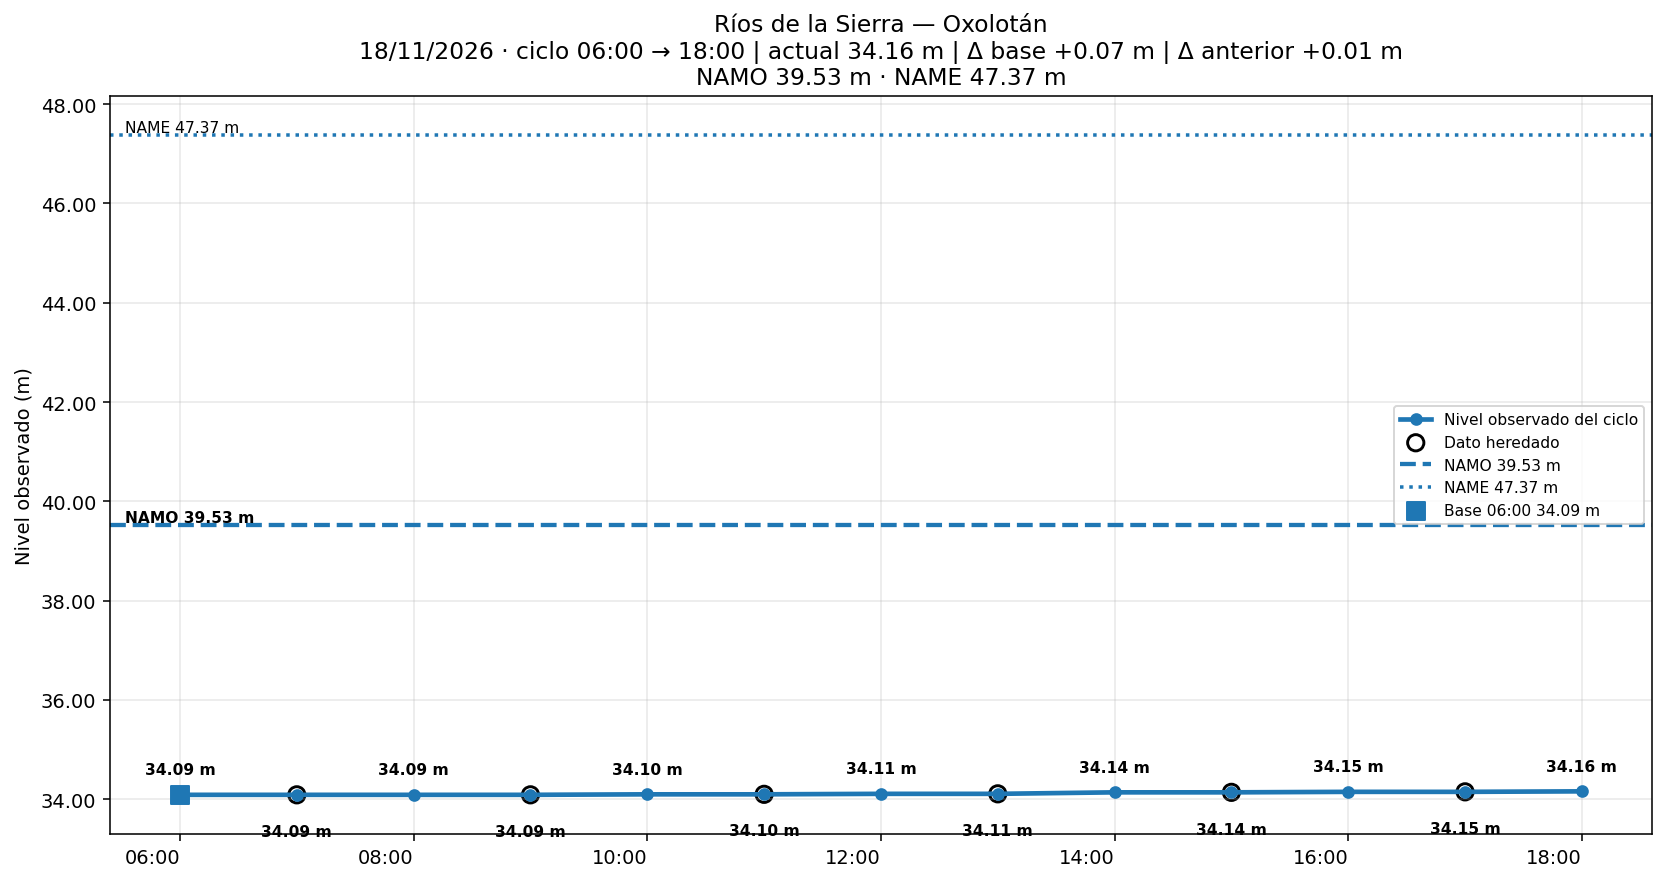 Ríos de la Sierra — Oxolotán
18/11/2026 · ciclo 06:00 → 18:00 | actual 34.16 m | Δ base +0.07 m | Δ anterior +0.01 m
NAMO 39.53 m · NAME 47.37 m
Nivel observado (m)
48.00
46.00
44.00
42.00
40.00
38.00
36.00
34.00
NAME 47.37 m
NAMO 39.53 m
Nivel observado del ciclo
Dato heredado
NAMO 39.53 m
NAME 47.37 m
Base 06:00 34.09 m
34.09 m
34.09 m
34.10 m
34.11 m
34.14 m
34.15 m
34.16 m
34.09 m
34.09 m
34.10 m
34.11 m
34.14 m
34.15 m
06:00
08:00
10:00
12:00
14:00
16:00
18:00